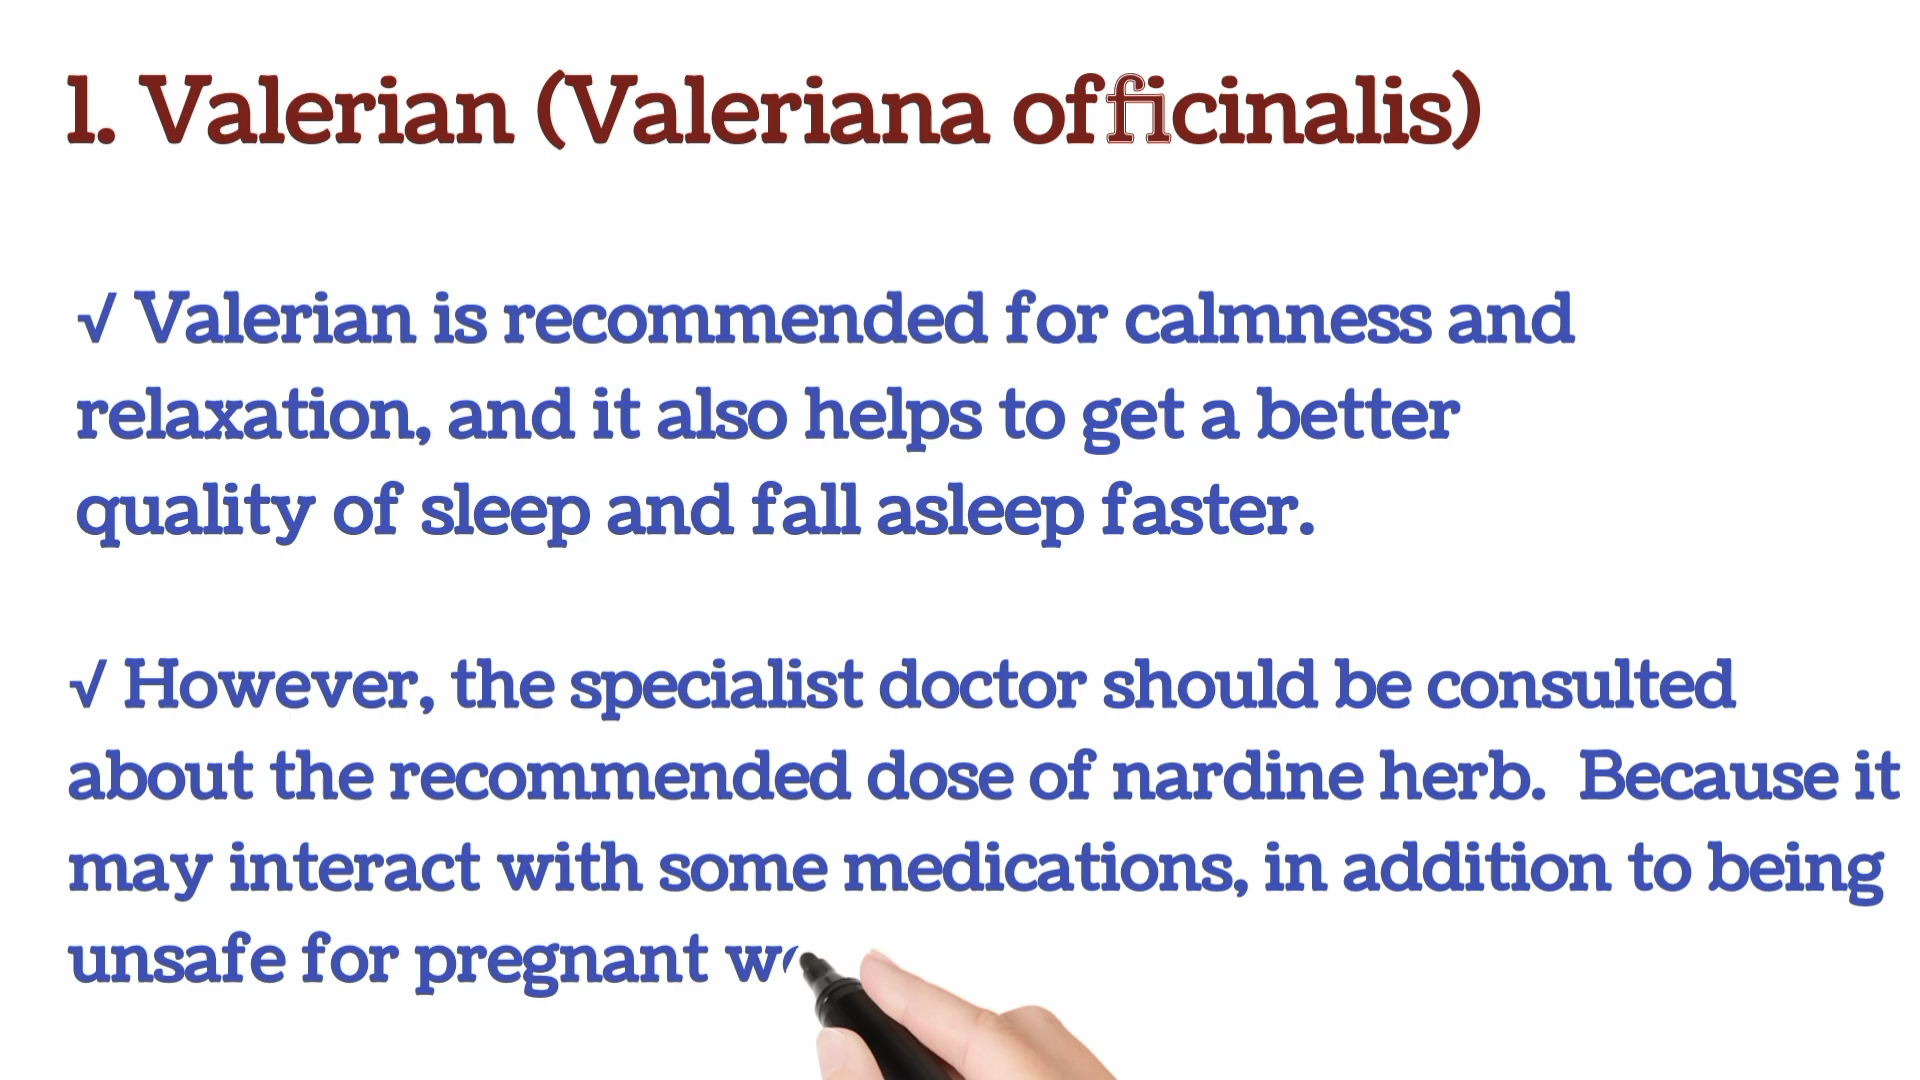 1. Valerian (Valeriana officinalis)
√ Valerian is recommended for calmness and
relaxation, and it also helps to get a better
quality of sleep and fall asleep faster.
√ However, the specialist doctor should be consulted
about the recommended dose of nardine herb.  Because it
may interact with some medications, in addition to being
unsafe for pregnant